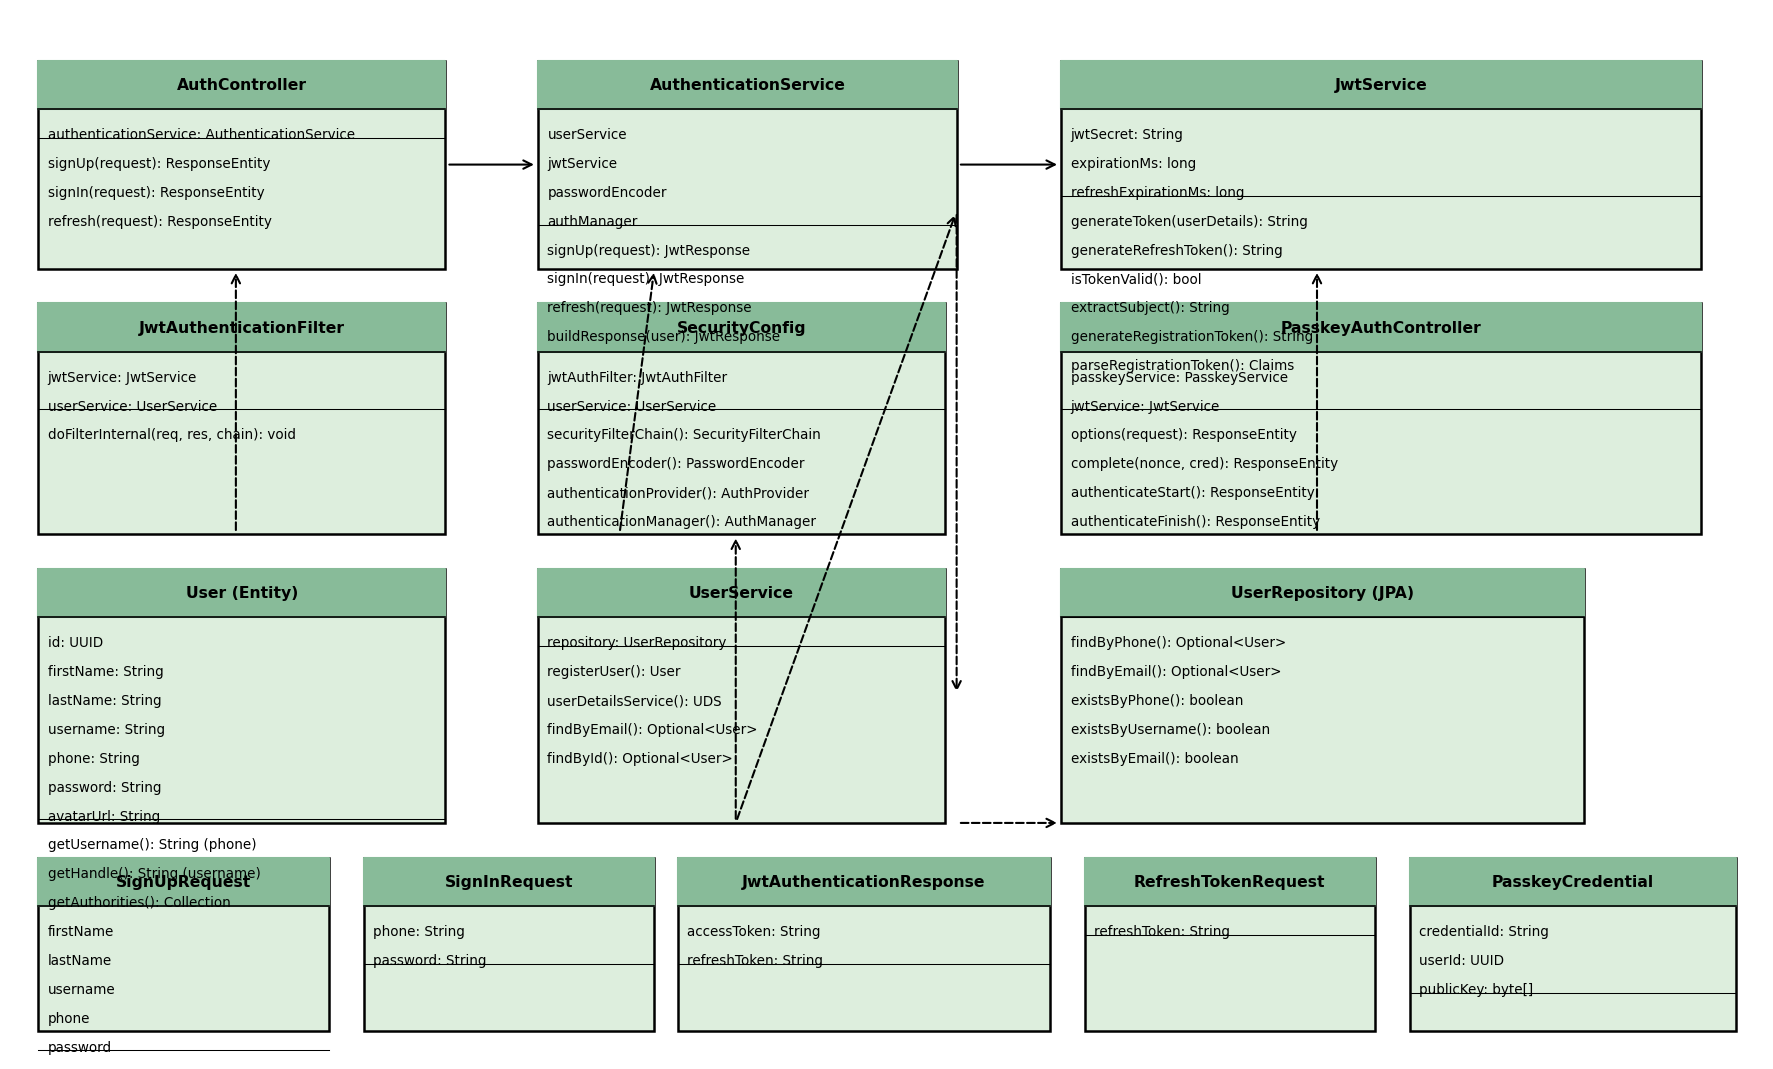 AuthController
authenticationService: AuthenticationService
signUp(request): ResponseEntity
signIn(request): ResponseEntity
refresh(request): ResponseEntity
AuthenticationService
userService
jwtService
passwordEncoder
authManager
signUp(request): JwtResponse
signIn(request): JwtResponse
refresh(request): JwtResponse
buildResponse(user): JwtResponse
JwtService
jwtSecret: String
expirationMs: long
refreshExpirationMs: long
generateToken(userDetails): String
generateRefreshToken(): String
isTokenValid(): bool
extractSubject(): String
generateRegistrationToken(): String
parseRegistrationToken(): Claims
JwtAuthenticationFilter
jwtService: JwtService
userService: UserService
doFilterInternal(req, res, chain): void
SecurityConfig
jwtAuthFilter: JwtAuthFilter
userService: UserService
securityFilterChain(): SecurityFilterChain
passwordEncoder(): PasswordEncoder
authenticationProvider(): AuthProvider
authenticationManager(): AuthManager
PasskeyAuthController
passkeyService: PasskeyService
jwtService: JwtService
options(request): ResponseEntity
complete(nonce, cred): ResponseEntity
authenticateStart(): ResponseEntity
authenticateFinish(): ResponseEntity
User (Entity)
id: UUID
firstName: String
lastName: String
username: String
phone: String
password: String
avatarUrl: String
getUsername(): String (phone)
getHandle(): String (username)
getAuthorities(): Collection
UserService
repository: UserRepository
registerUser(): User
userDetailsService(): UDS
findByEmail(): Optional<User>
findById(): Optional<User>
UserRepository (JPA)
findByPhone(): Optional<User>
findByEmail(): Optional<User>
existsByPhone(): boolean
existsByUsername(): boolean
existsByEmail(): boolean
SignUpRequest
firstName
lastName
username
phone
password
SignInRequest
phone: String
password: String
JwtAuthenticationResponse
accessToken: String
refreshToken: String
RefreshTokenRequest
refreshToken: String
PasskeyCredential
credentialId: String
userId: UUID
publicKey: byte[]